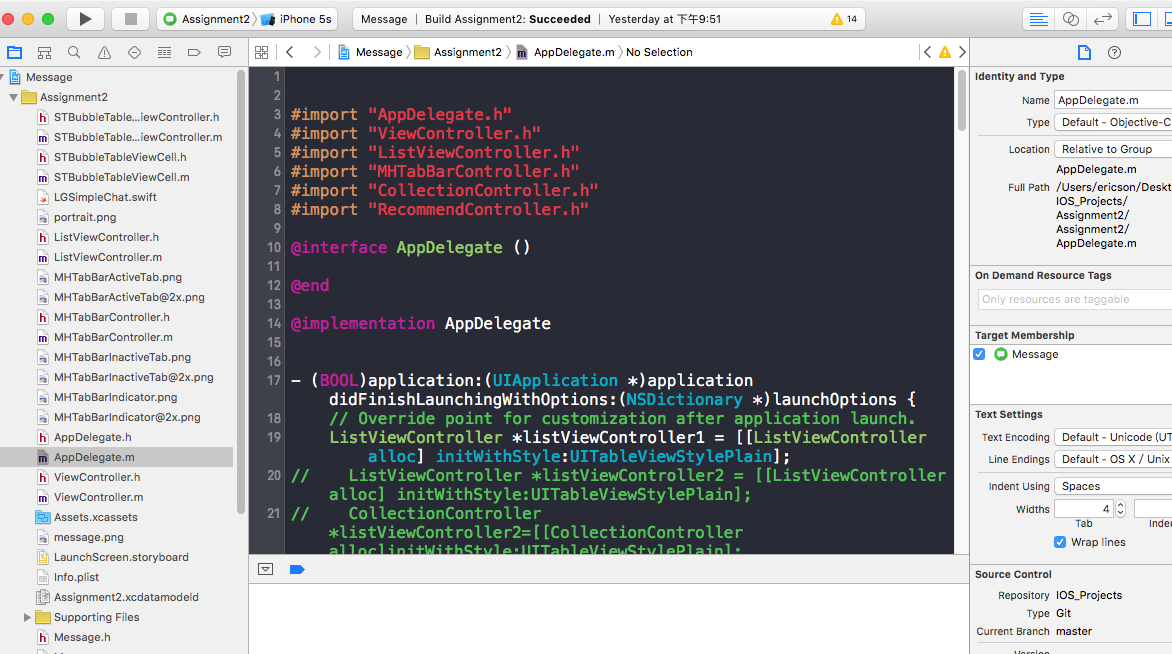 Assignment2 〉 iPhone 5s
Message | Build Assignment2: Succeeded | Yesterday at 下午9:51
14
Message 〉 Assignment2 〉 AppDelegate.m 〉 No Selection
Message
Assignment2
STBubbleTable...iewController.h
STBubbleTable...iewController.m
STBubbleTableViewCell.h
STBubbleTableViewCell.m
LGSimpleChat.swift
portrait.png
ListViewController.h
ListViewController.m
MHTabBarActiveTab.png
MHTabBarActiveTab@2x.png
MHTabBarController.h
MHTabBarController.m
MHTabBarInactiveTab.png
MHTabBarInactiveTab@2x.png
MHTabBarIndicator.png
MHTabBarIndicator@2x.png
AppDelegate.h
AppDelegate.m
ViewController.h
ViewController.m
Assets.xcassets
message.png
LaunchScreen.storyboard
Info.plist
Assignment2.xcdatamodeld
Supporting Files
Message.h
1
2
3 #import "AppDelegate.h"
4 #import "ViewController.h"
5 #import "ListViewController.h"
6 #import "MHTabBarController.h"
7 #import "CollectionController.h"
8 #import "RecommendController.h"
9
10 @interface AppDelegate ()
11
12 @end
13
14 @implementation AppDelegate
15
16
17 - (BOOL)application:(UIApplication *)application
didFinishLaunchingWithOptions:(NSDictionary *)launchOptions {
18 // Override point for customization after application launch.
19 ListViewController *listViewController1 = [[ListViewController
alloc] initWithStyle:UITableViewStylePlain];
20 // ListViewController *listViewController2 = [[ListViewController
alloc] initWithStyle:UITableViewStylePlain];
21 // CollectionController
*listViewController2=[[CollectionController
alloc]initWithStyle:UITableViewStylePlain];
Identity and Type
Name AppDelegate.m
Type Default - Objective-C
Location Relative to Group
AppDelegate.m
Full Path /Users/ericson/Deskt
IOS_Projects/
Assignment2/
Assignment2/
AppDelegate.m
On Demand Resource Tags
Only resources are taggable
Target Membership
Message
Text Settings
Text Encoding Default - Unicode (UT
Line Endings Default - OS X / Unix
Indent Using Spaces
Widths 4
Tab Inde
Wrap lines
Source Control
Repository IOS_Projects
Type Git
Current Branch master
Version